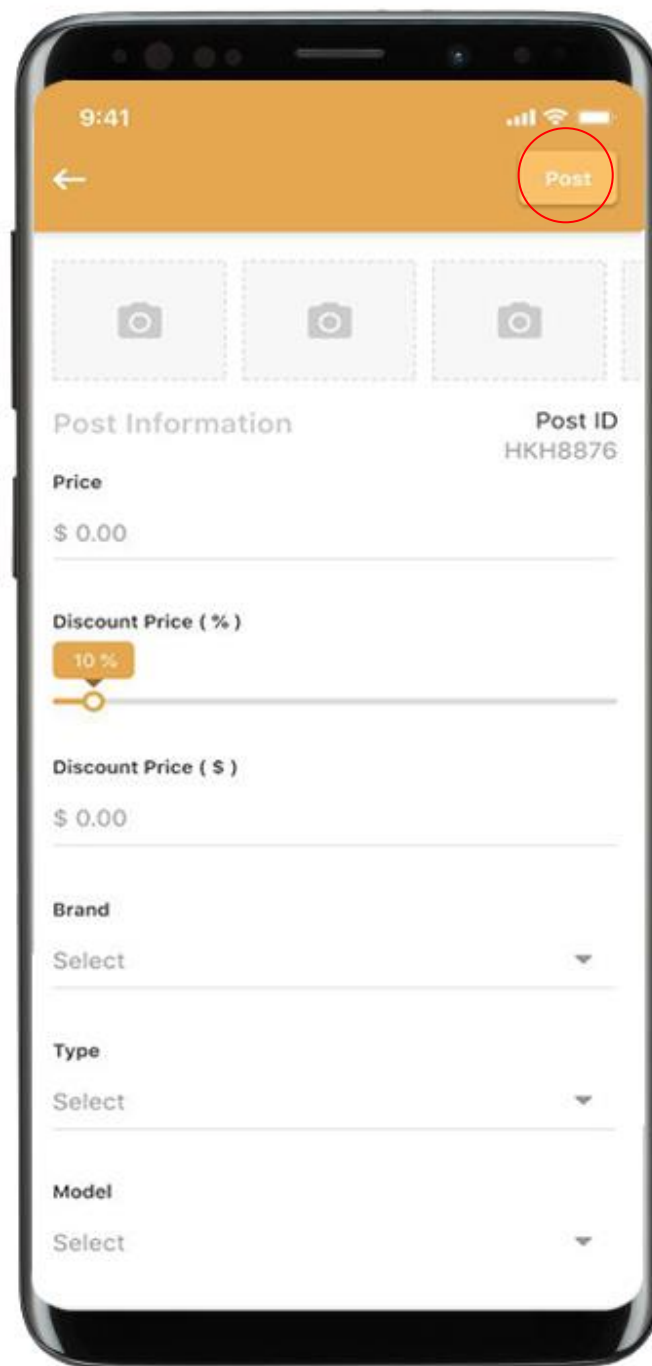 9:41
Post
Post Information
Post ID
HKH8876
Price
$ 0.00
Discount Price ( % )
10 %
Discount Price ( $ )
$ 0.00
Brand
Select
Type
Select
Model
Select